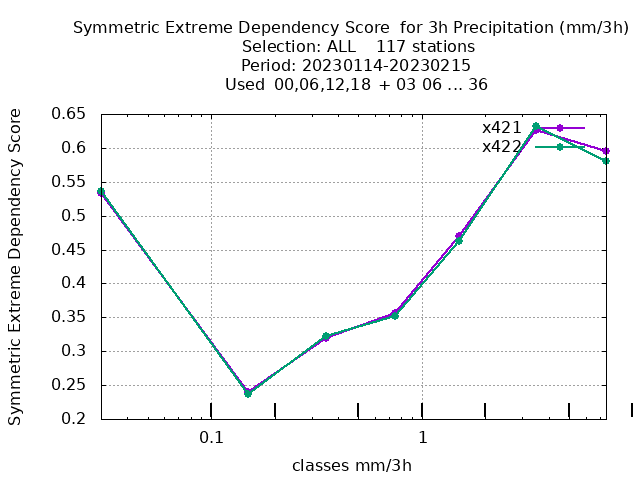 Symmetric Extreme Dependency Score  for 3h Precipitation (mm/3h)
Selection: ALL    117 stations
Period: 20230114-20230215
Used  00,06,12,18  + 03 06 ... 36
Symmetric Extreme Dependency Score
0.65
0.6
0.55
0.5
0.45
0.4
0.35
0.3
0.25
0.2
x421
x422
0.1
1
classes mm/3h